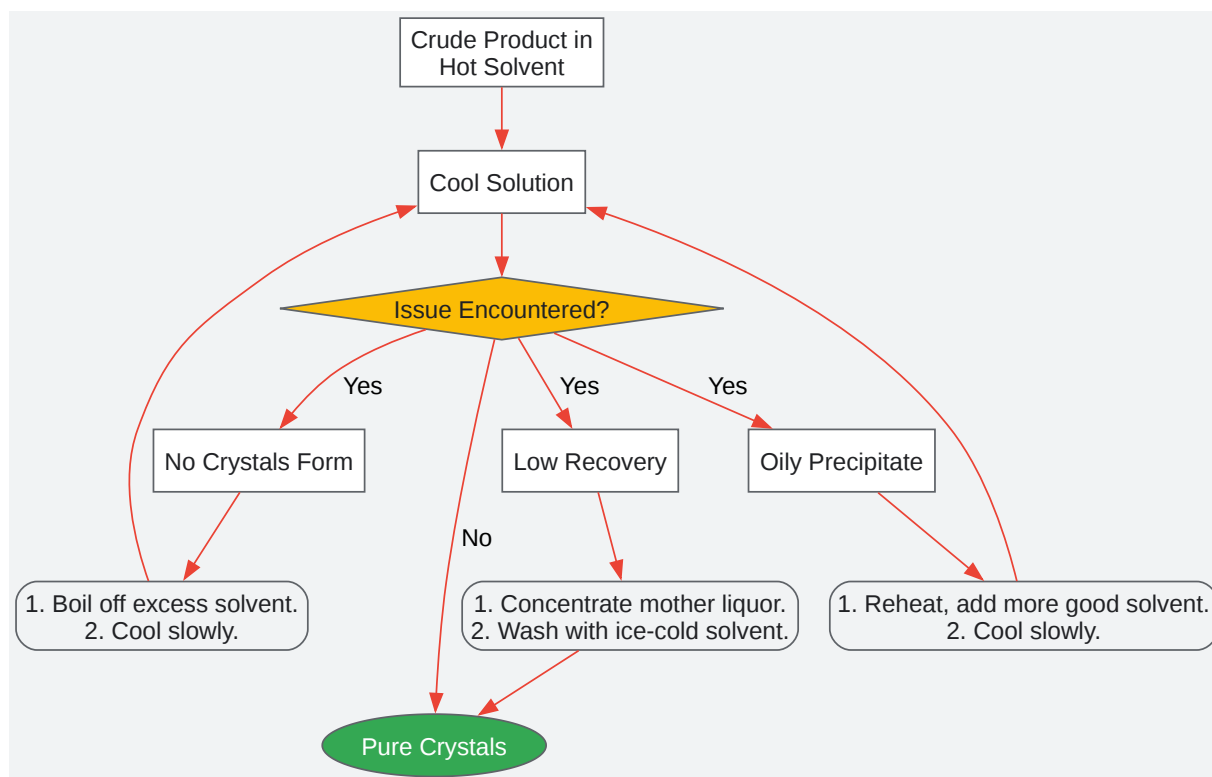 Crude Product in
Hot Solvent
Cool Solution
Issue Encountered?
Yes
Yes
Yes
No Crystals Form
Low Recovery
Oily Precipitate
No
1. Boil off excess solvent.
2. Cool slowly.
1. Concentrate mother liquor.
2. Wash with ice-cold solvent.
1. Reheat, add more good solvent.
2. Cool slowly.
Pure Crystals